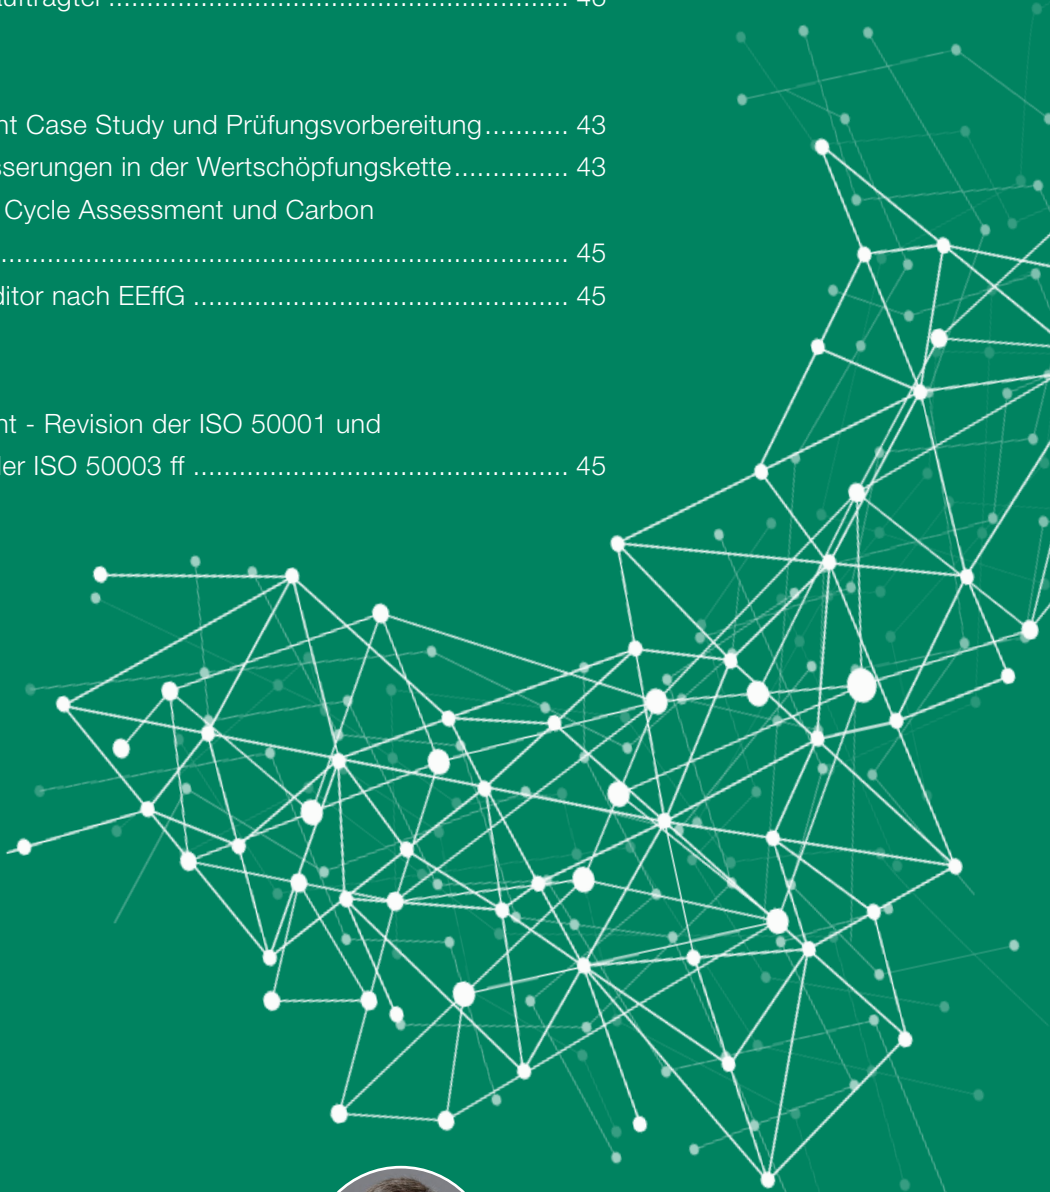 nt Case Study und Prüfungsvorbereitung........... 43
sserungen in der Wertschöpfungskette............... 43
Cycle Assessment und Carbon
........................................................................... 45
ditor nach EEffG .................................................. 45
nt - Revision der ISO 50001 und
er ISO 50003 ff .................................................. 45